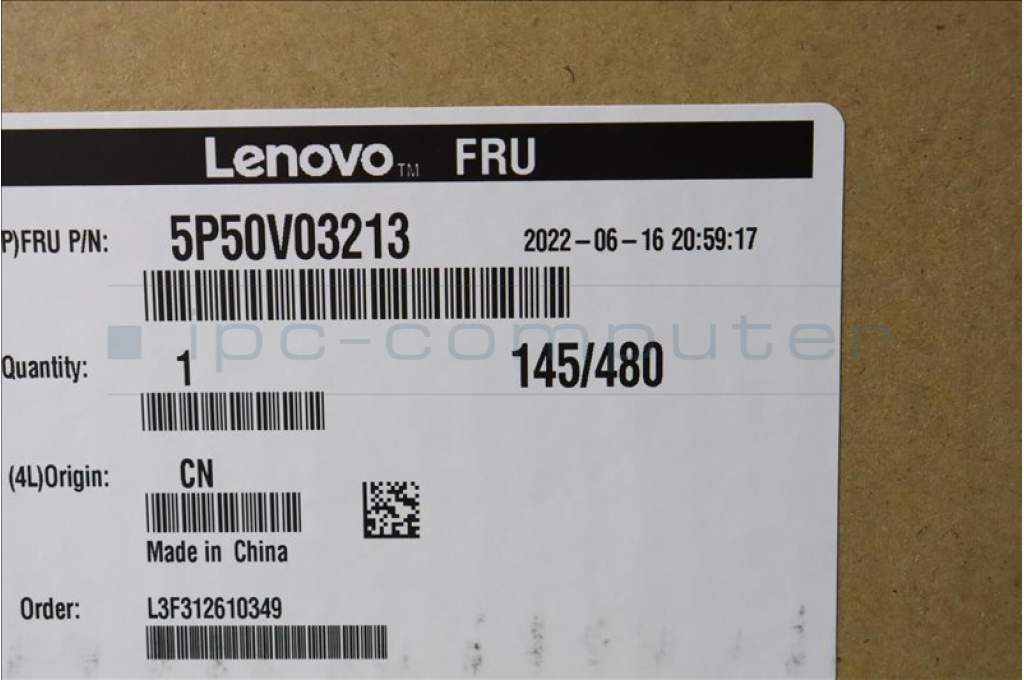 Lenovo™ FRU
P)FRU P/N: 5P50V03213 2022-06-16 20:59:17
ipc-computer
Quantity: 1 145/480
(4L)Origin: CN
Made in China
Order: L3F312610349